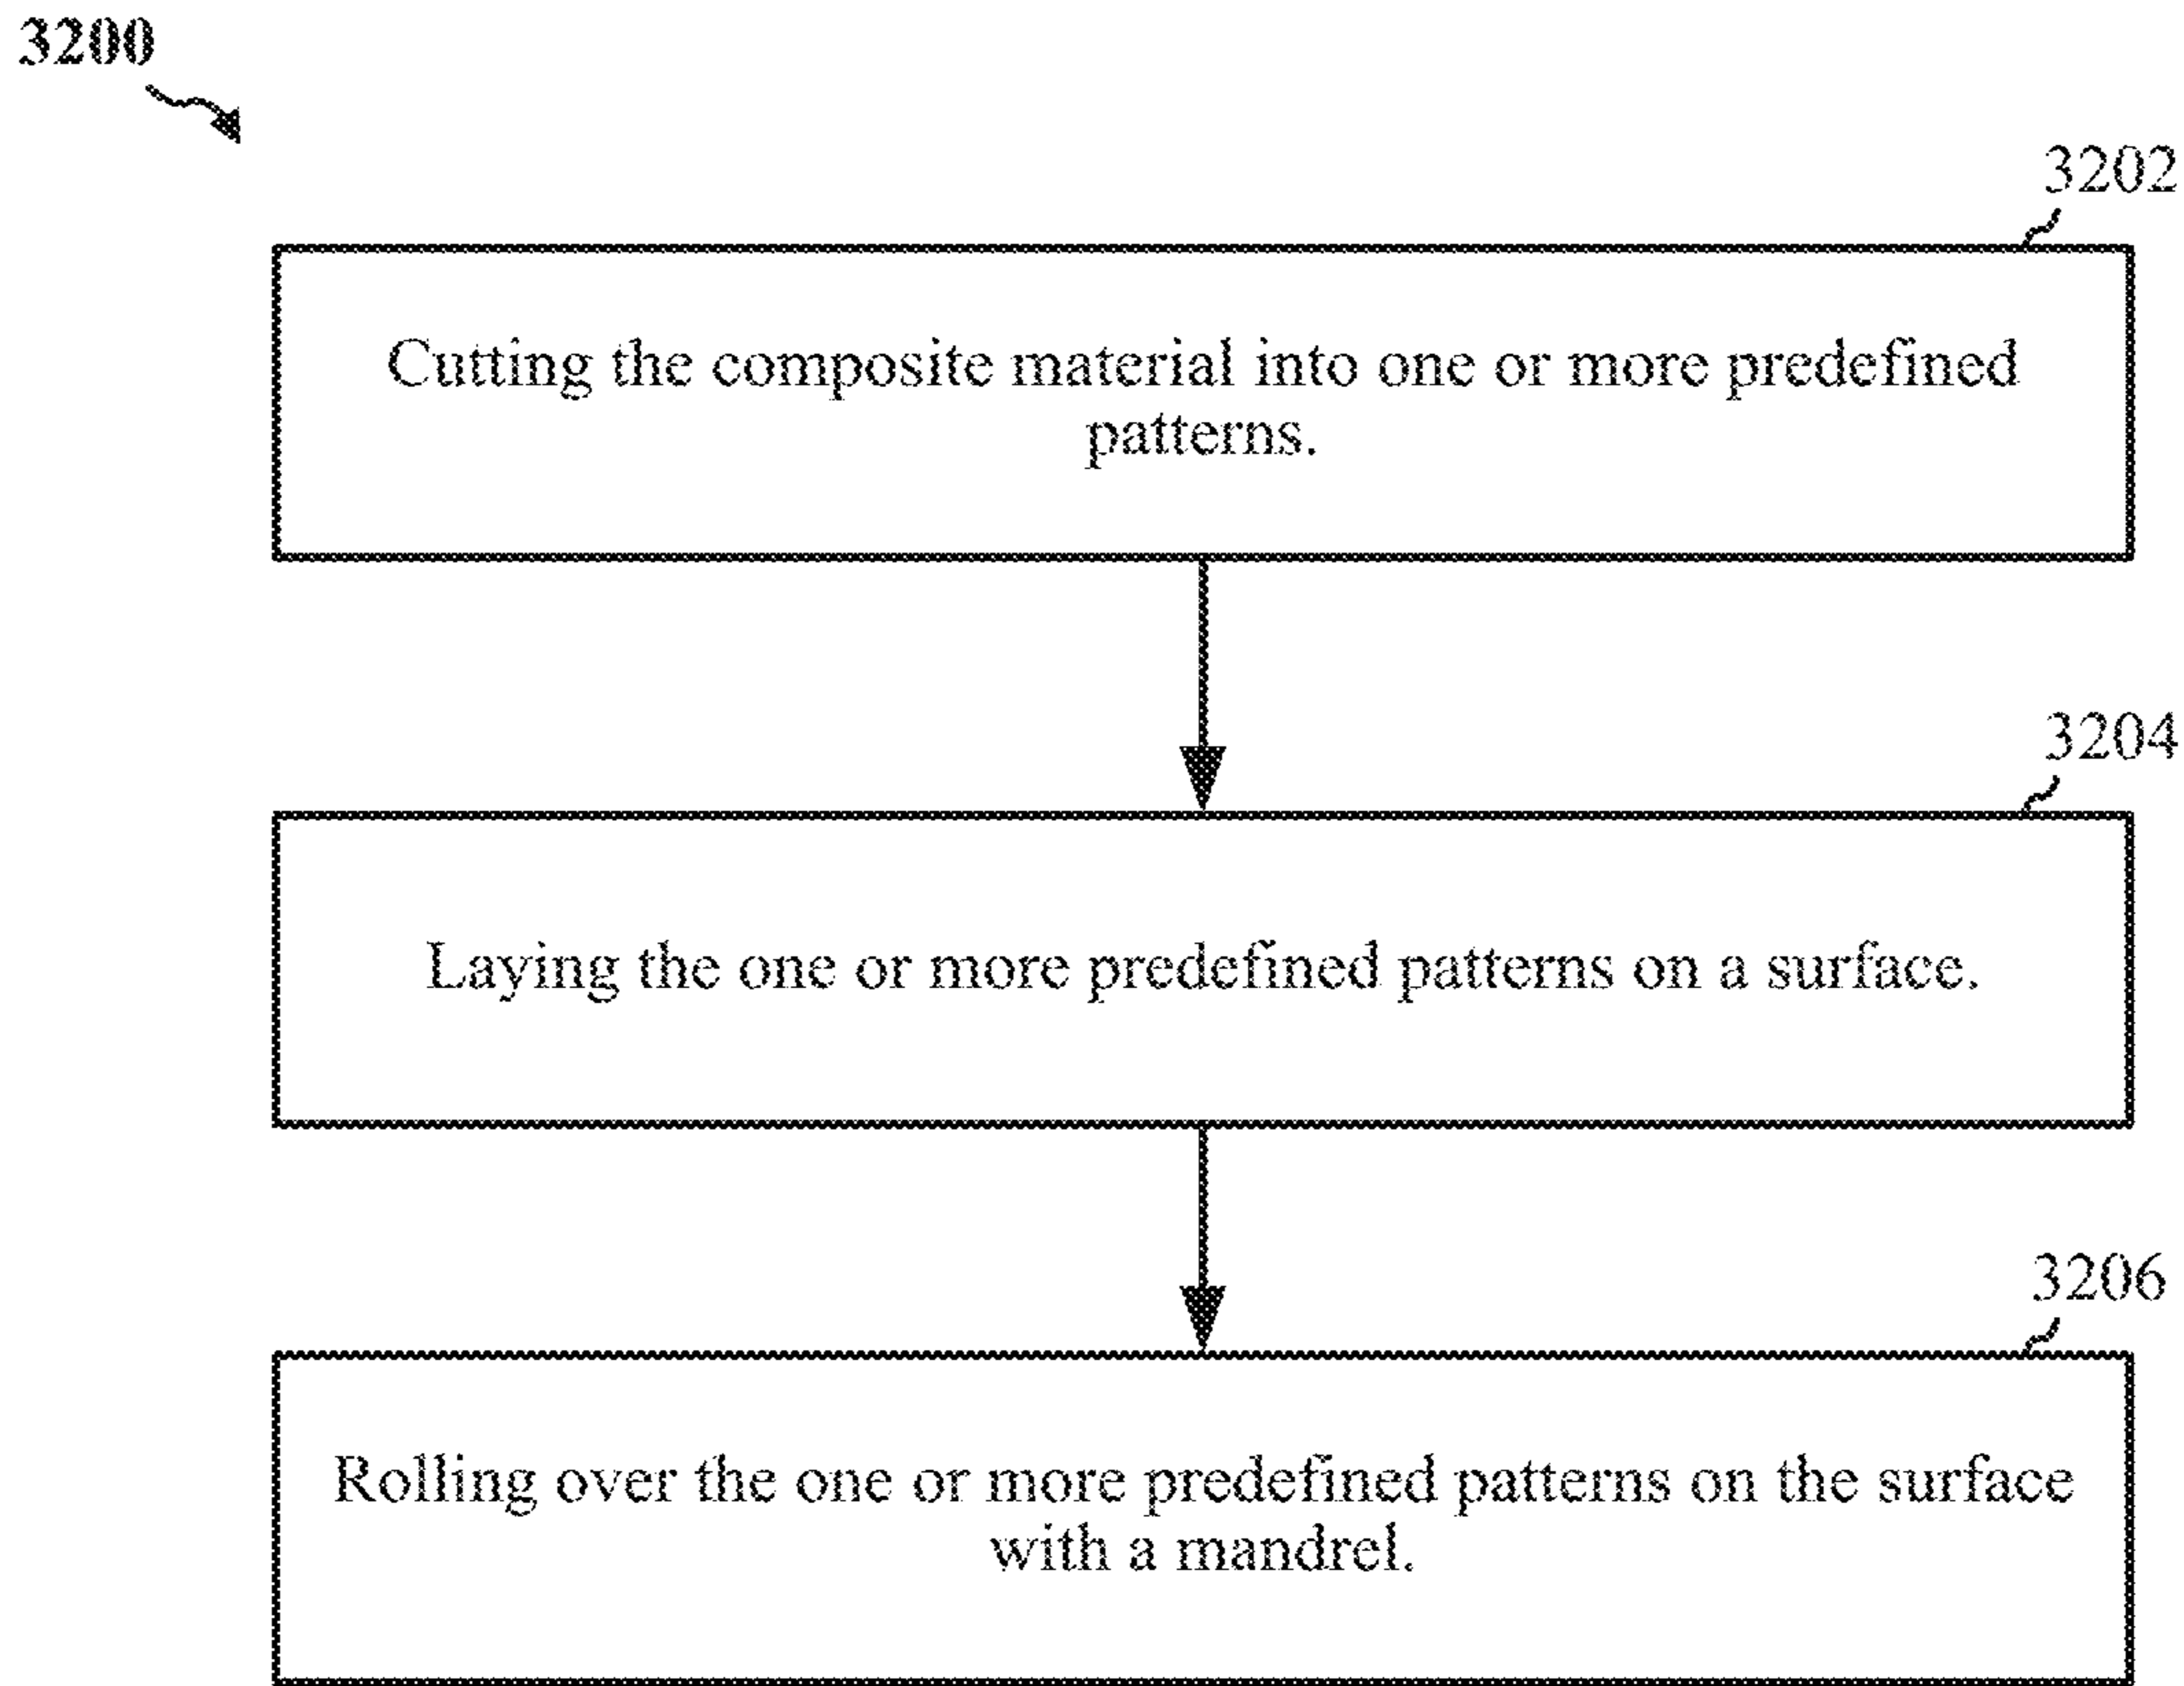 3200
3202
Cutting the composite material into one or more predefined
patterns.
3204
Laying the one or more predefined patterns on a surface.
3206
Rolling over the one or more predefined patterns on the surface
with a mandrel.